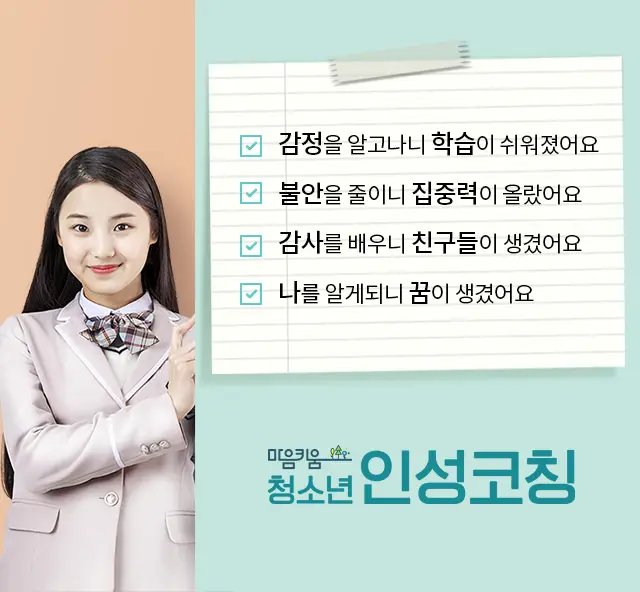 감정을 알고나니 학습이 쉬워졌어요
불안을 줄이니 집중력이 올랐어요
감사를 배우니 친구들이 생겼어요
나를 알게되니 꿈이 생겼어요
마음키움
청소년 인성코칭